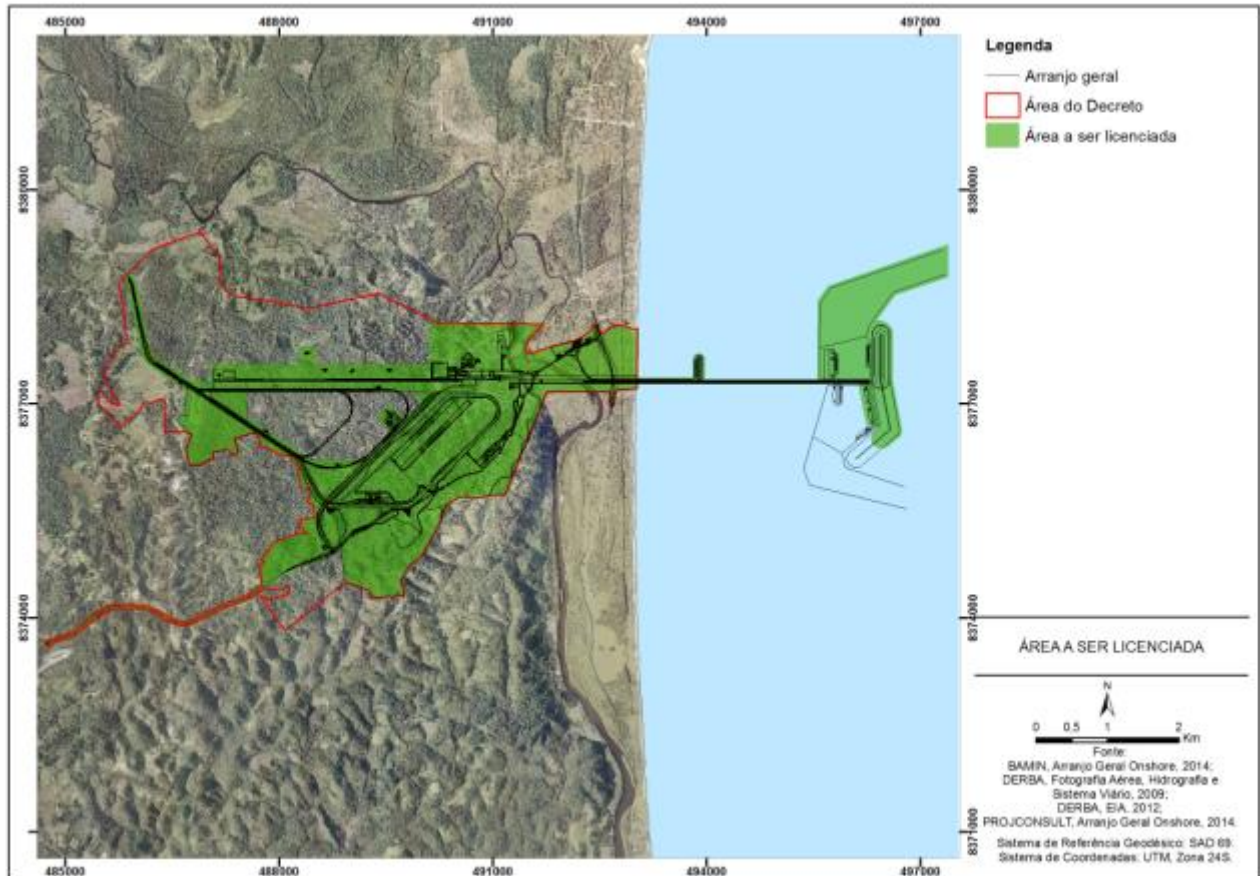 485000 488000 491000 494000 497000
Legenda
Arranjo geral
Área do Decreto
Área a ser licenciada
8380000 8380000
8377000 8377000
8374000 8374000
8371000
ÁREA A SER LICENCIADA
N
0 0.5 1 2
Km
Fonte:
BAMIN, Arranjo Geral Onshore, 2014;
DERBA, Fotografia Aérea, Hidrografia e
Sistema Viário, 2009;
DERBA, EIA, 2012;
PROJCONSULT, Arranjo Geral Onshore, 2014.
Sistema de Referência Geodésico: SAD 69.
Sistema de Coordenadas: UTM, Zona 24S.
485000 488000 491000 494000 497000